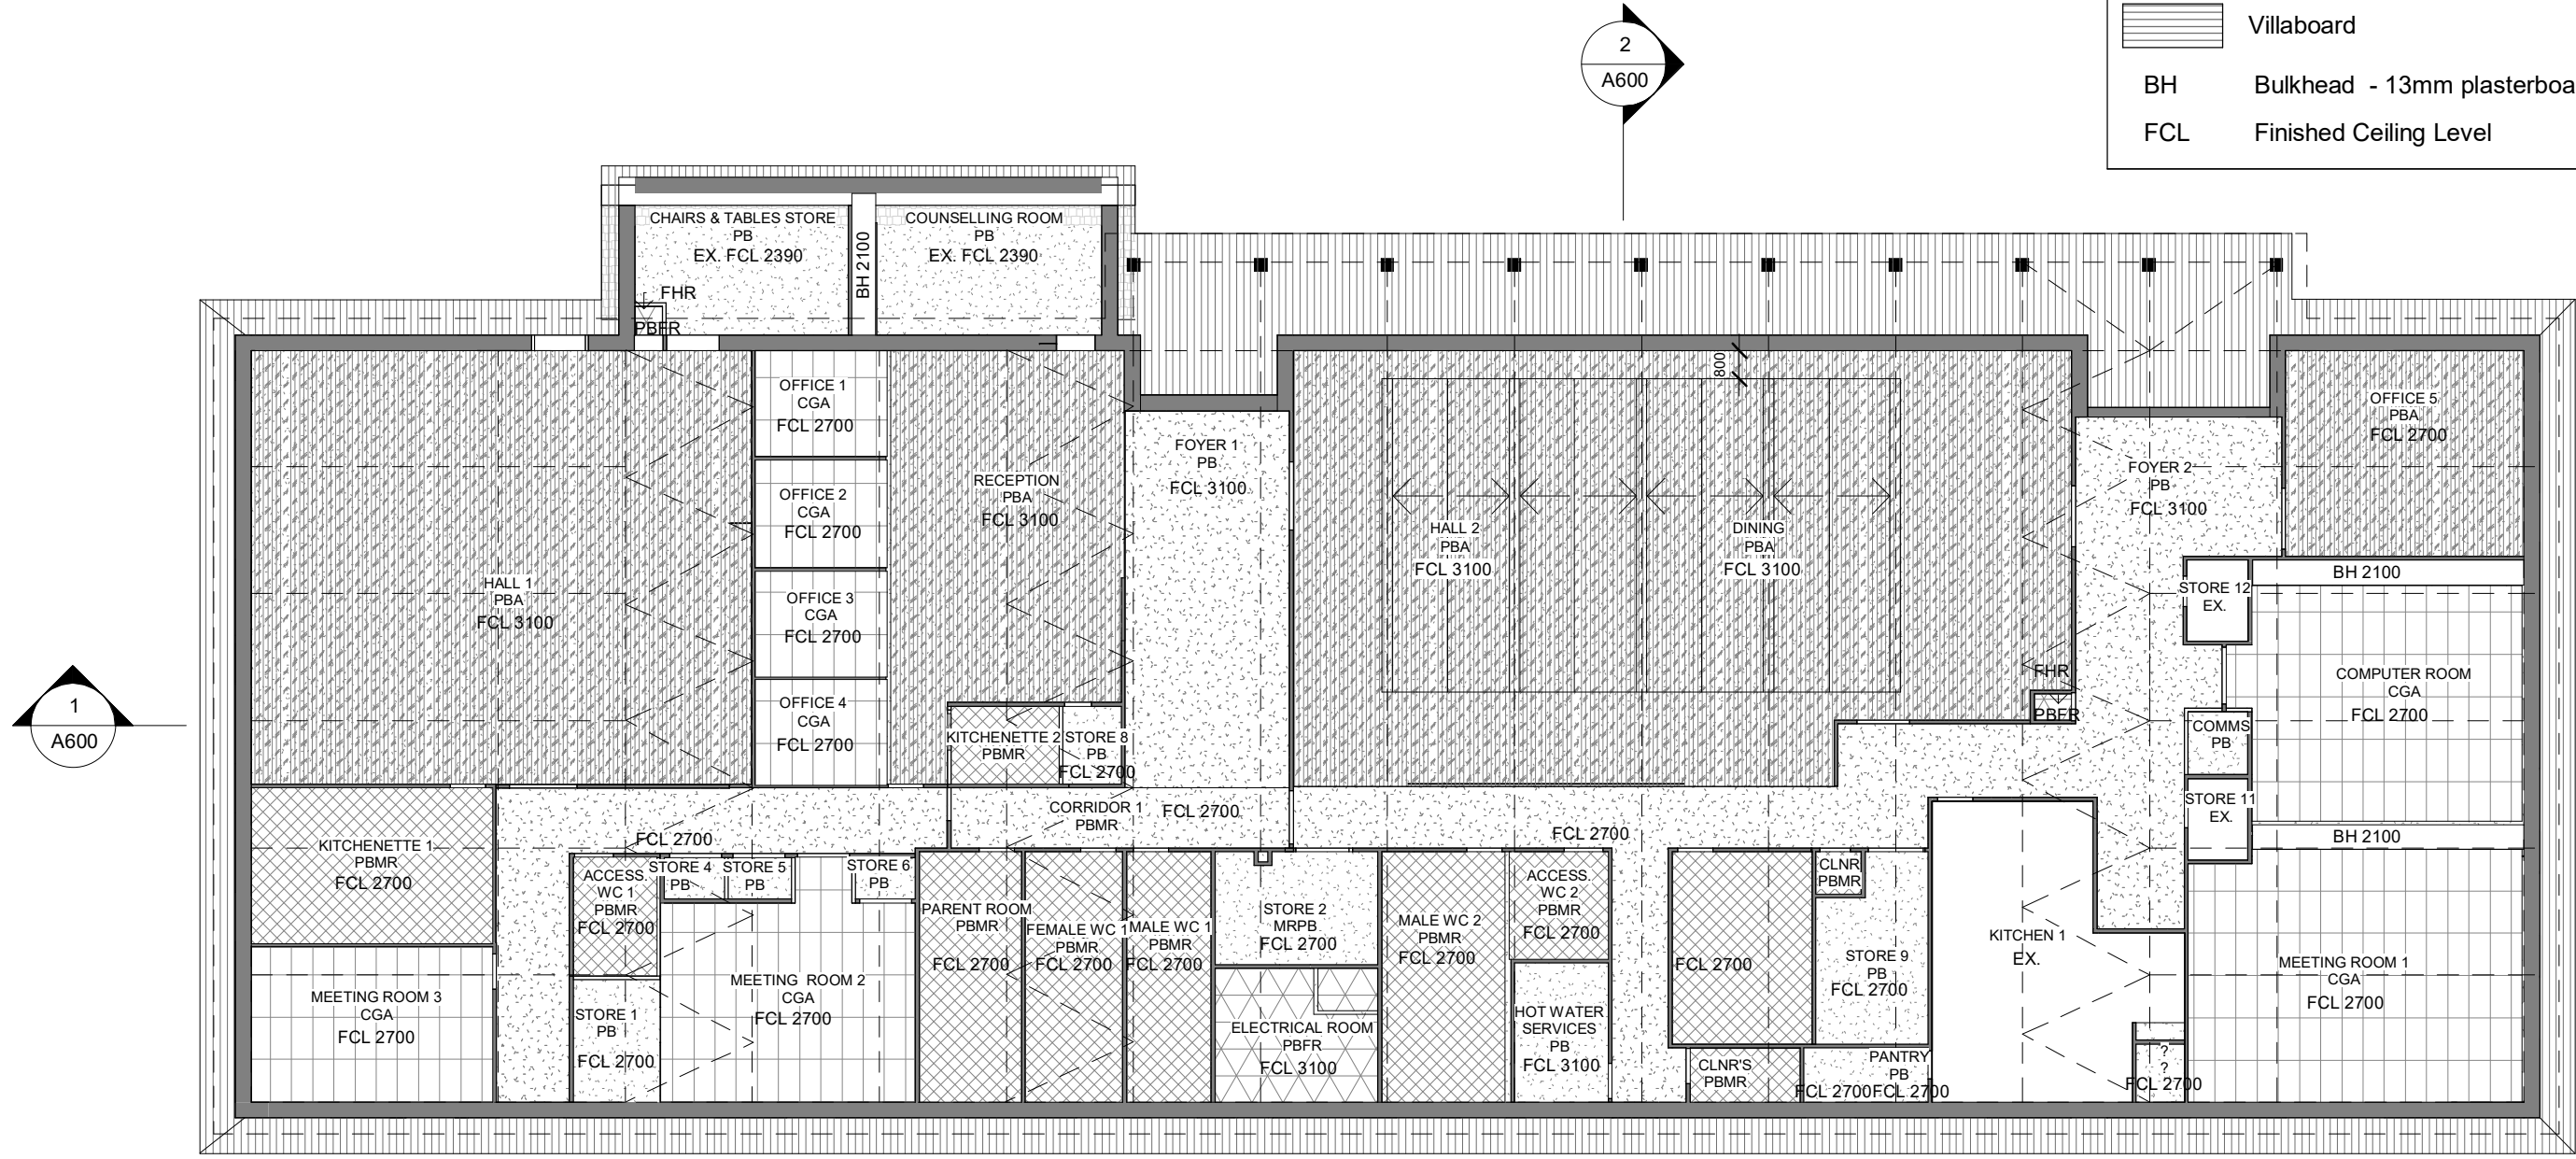 2
A600
Villaboard
BH Bulkhead - 13mm plasterboa
FCL Finished Ceiling Level
CHAIRS & TABLES STORE
PB
EX. FCL 2390
BH 2100
COUNSELLING ROOM
PB
EX. FCL 2390
FHR
PBFR
OFFICE 1
CGA
FCL 2700
OFFICE 2
CGA
FCL 2700
OFFICE 3
CGA
FCL 2700
OFFICE 4
CGA
FCL 2700
HALL 1
PBA
FCL 3100
RECEPTION
PBA
FCL 3100
FOYER 1
PB
FCL 3100
800
HALL 2
PBA
FCL 3100
DINING
PBA
FCL 3100
FOYER 2
PB
FCL 3100
OFFICE 5
PBA
FCL 2700
BH 2100
STORE 12
EX.
COMPUTER ROOM
CGA
FCL 2700
FHR
PBFR
COMMS
PB
STORE 11
EX.
BH 2100
1
A600
KITCHENETTE 2
PBMR
STORE 8
PB
FCL 2700
CORRIDOR 1
PBMR
FCL 2700
FCL 2700
FCL 2700
KITCHENETTE 1
PBMR
FCL 2700
MEETING ROOM 3
CGA
FCL 2700
ACCESS.
WC 1
PBMR
FCL 2700
STORE 4
PB
STORE 5
PB
STORE 6
PB
STORE 1
PB
FCL 2700
MEETING ROOM 2
CGA
FCL 2700
PARENT ROOM
PBMR
FCL 2700
FEMALE WC 1
PBMR
FCL 2700
MALE WC 1
PBMR
FCL 2700
STORE 2
MRPB
FCL 2700
ELECTRICAL ROOM
PBFR
FCL 3100
MALE WC 2
PBMR
FCL 2700
ACCESS.
WC 2
PBMR
FCL 2700
HOT WATER
SERVICES
PB
FCL 3100
FCL 2700
CLNR
PBMR
STORE 9
PB
FCL 2700
CLNR'S
PBMR
PANTRY
PB
FCL 2700FCL 2700
KITCHEN 1
EX.
?
?
FCL 2700
MEETING ROOM 1
CGA
FCL 2700